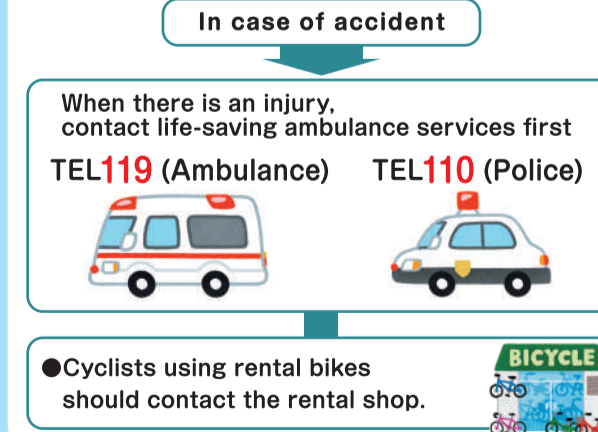 In case of accident
When there is an injury,
contact life-saving ambulance services first
TEL119 (Ambulance) TEL110 (Police)
●Cyclists using rental bikes
should contact the rental shop.
BICYCLE